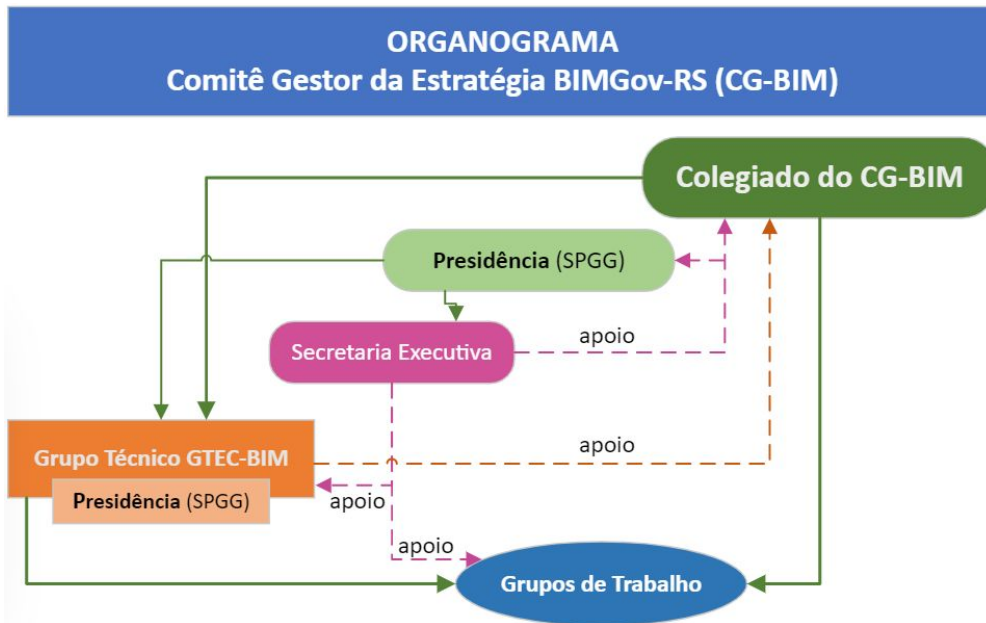 ORGANOGRAMA
Comitê Gestor da Estratégia BIMGov-RS (CG-BIM)
Colegiado do CG-BIM
Presidência (SPGG)
Secretaria Executiva
apoio
Grupo Técnico GTEC-BIM
apoio
Presidência (SPGG)
apoio
apoio
Grupos de Trabalho